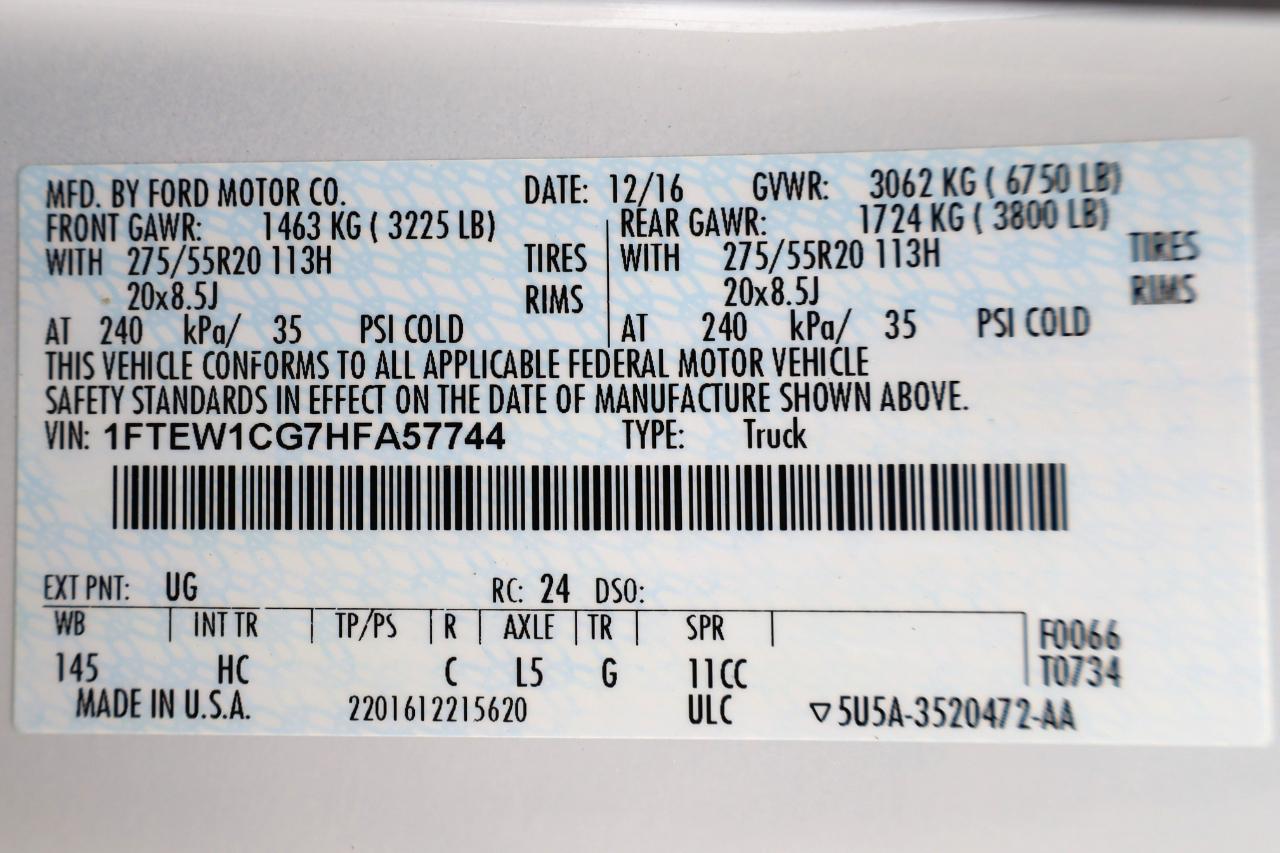 MFD. BY FORD MOTOR CO. DATE: 12/16 GVWR: 3062 KG ( 6750 LB)
FRONT GAWR: 1463 KG ( 3225 LB) REAR GAWR: 1724 KG ( 3800 LB)
WITH 275/55R20 113H TIRES WITH 275/55R20 113H TIRES
20x8.5J RIMS 20x8.5J RIMS
AT 240 kPa/ 35 PSI COLD AT 240 kPa/ 35 PSI COLD
THIS VEHICLE CONFORMS TO ALL APPLICABLE FEDERAL MOTOR VEHICLE
SAFETY STANDARDS IN EFFECT ON THE DATE OF MANUFACTURE SHOWN ABOVE.
VIN: 1FTEW1CG7HFA57744 TYPE: Truck
EXT PNT: UG RC: 24 DSO:
WB INT TR TP/PS R AXLE TR SPR F0066
145 HC C L5 G 11CC T0734
MADE IN U.S.A. 2201612215620 ULC ▽5U5A-3520472-AA